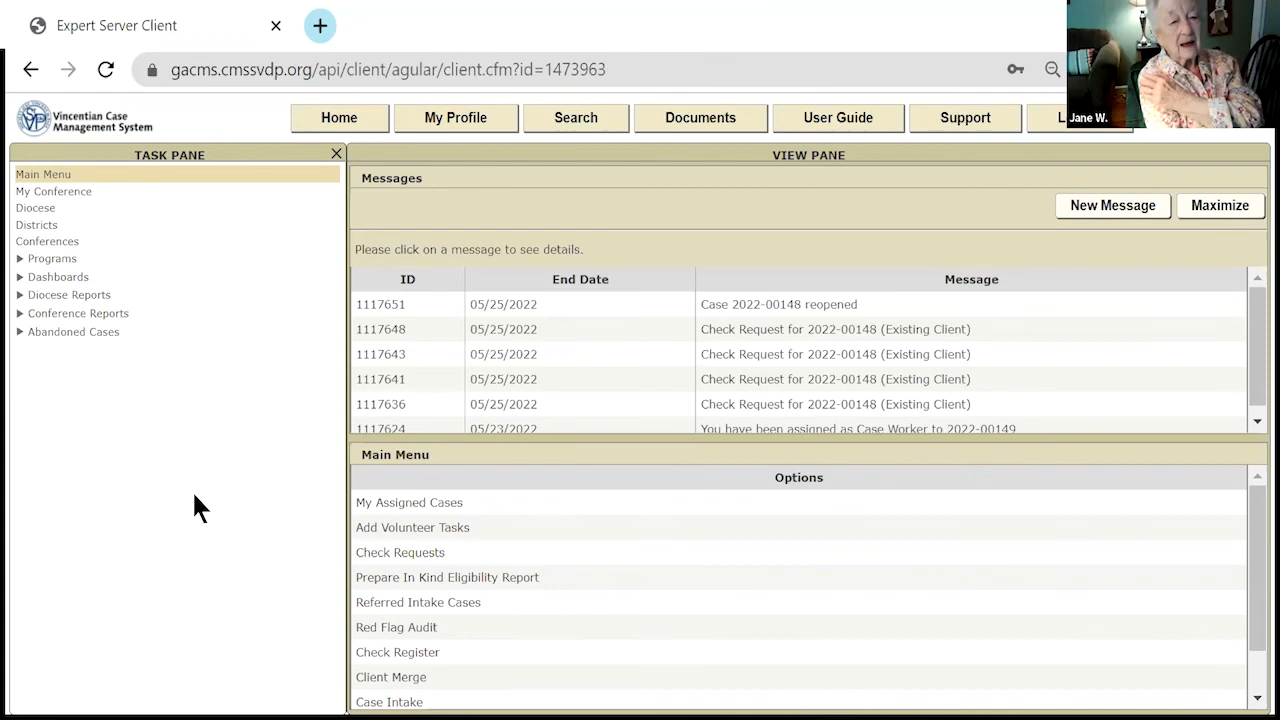 Expert Server Client
gacms.cmssvdp.org/api/client/agular/client.cfm?id=1473963
Jane W.
SVP
Vincentian Case
Management System
Home
My Profile
Search
Documents
User Guide
Support
L
TASK PANE
Main Menu
My Conference
Diocese
Districts
Conferences
Programs
Dashboards
Diocese Reports
Conference Reports
Abandoned Cases
VIEW PANE
Messages
New Message
Maximize
Please click on a message to see details.
ID End Date Message
1117651 05/25/2022 Case 2022-00148 reopened
1117648 05/25/2022 Check Request for 2022-00148 (Existing Client)
1117643 05/25/2022 Check Request for 2022-00148 (Existing Client)
1117641 05/25/2022 Check Request for 2022-00148 (Existing Client)
1117636 05/25/2022 Check Request for 2022-00148 (Existing Client)
1117624 05/23/2022 You have been assigned as Case Worker to 2022-00149
Main Menu
Options
My Assigned Cases
Add Volunteer Tasks
Check Requests
Prepare In Kind Eligibility Report
Referred Intake Cases
Red Flag Audit
Check Register
Client Merge
Case Intake